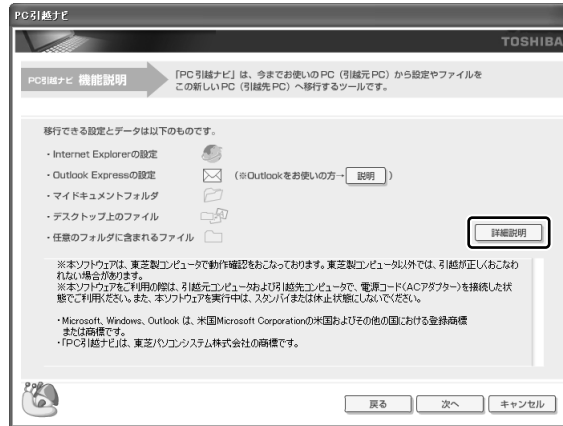 PC引越ナビ
TOSHIBA
PC引越ナビ 機能説明
「PC引越ナビ」は、今までお使いのPC（引越元PC）から設定やファイルを
この新しいPC（引越先PC）へ移行するツールです。
移行できる設定とデータは以下のものです。
・Internet Explorerの設定
・Outlook Expressの設定 （※Outlookをお使いの方→ 説明 ）
・マイドキュメントフォルダ
・デスクトップ上のファイル
・任意のフォルダに含まれるファイル
詳細説明
※本ソフトウェアは、東芝製コンピュータで動作確認をおこなっております。東芝製コンピュータ以外では、引越が正しくおこなわ
れない場合があります。
※本ソフトウェアをご利用の際は、引越元コンピュータおよび引越先コンピュータで、電源コード(ACアダプター)を接続した状
態でご利用ください。また、本ソフトウェアを実行中は、スタンバイまたは休止状態にしないでください。
・Microsoft、Windows、Outlook は、米国Microsoft Corporationの米国およびその他の国における登録商標
または商標です。
・「PC引越ナビ」は、東芝パソコンシステム株式会社の商標です。
戻る 次へ キャンセル